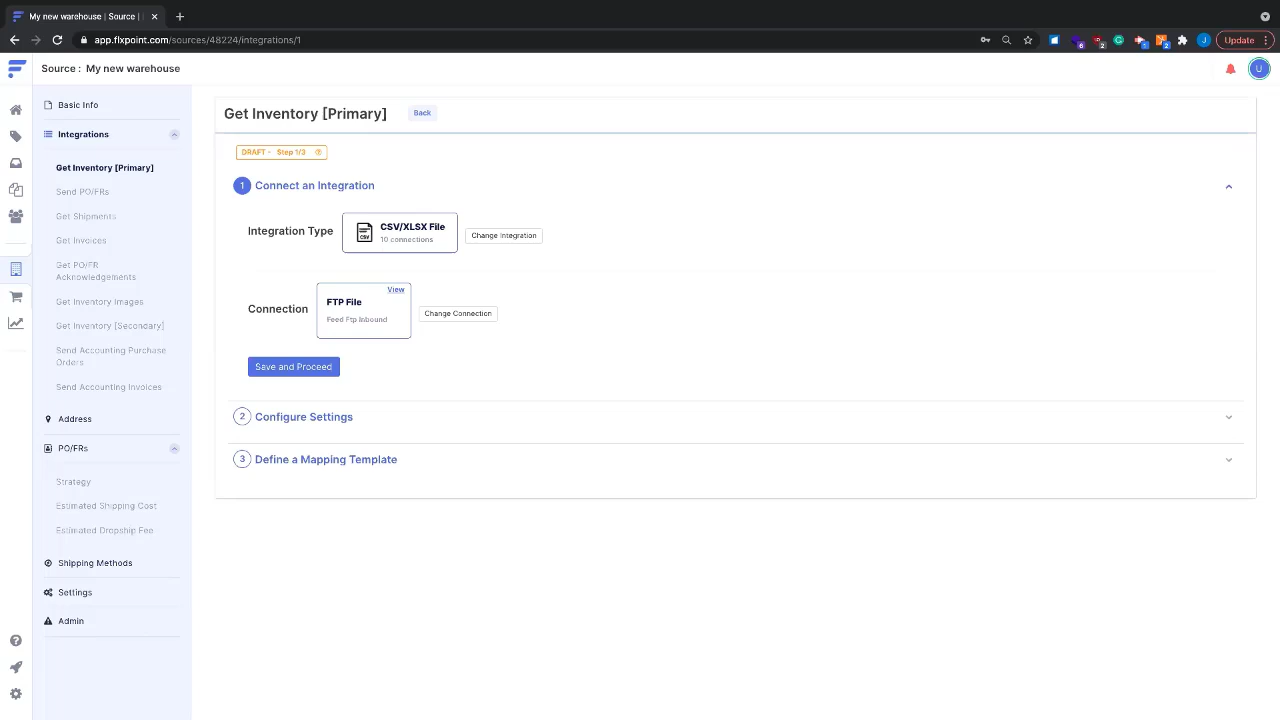 My new warehouse | Source |
app.flxpoint.com/sources/48224/integrations/1
6
2
1
2
J
Update
Source : My new warehouse
U
Basic Info
Integrations
Get Inventory [Primary]
Send PO/FRs
Get Shipments
Get Invoices
Get PO/FR
Acknowledgements
Get Inventory Images
Get Inventory [Secondary]
Send Accounting Purchase
Orders
Send Accounting Invoices
Address
PO/FRs
Strategy
Estimated Shipping Cost
Estimated Dropship Fee
Shipping Methods
Settings
Admin
Get Inventory [Primary]
Back
DRAFT - Step 1/3
1 Connect an Integration
Integration Type
CSV
CSV/XLSX File
10 connections
Change Integration
Connection
View
FTP File
Feed Ftp Inbound
Change Connection
Save and Proceed
2 Configure Settings
3 Define a Mapping Template